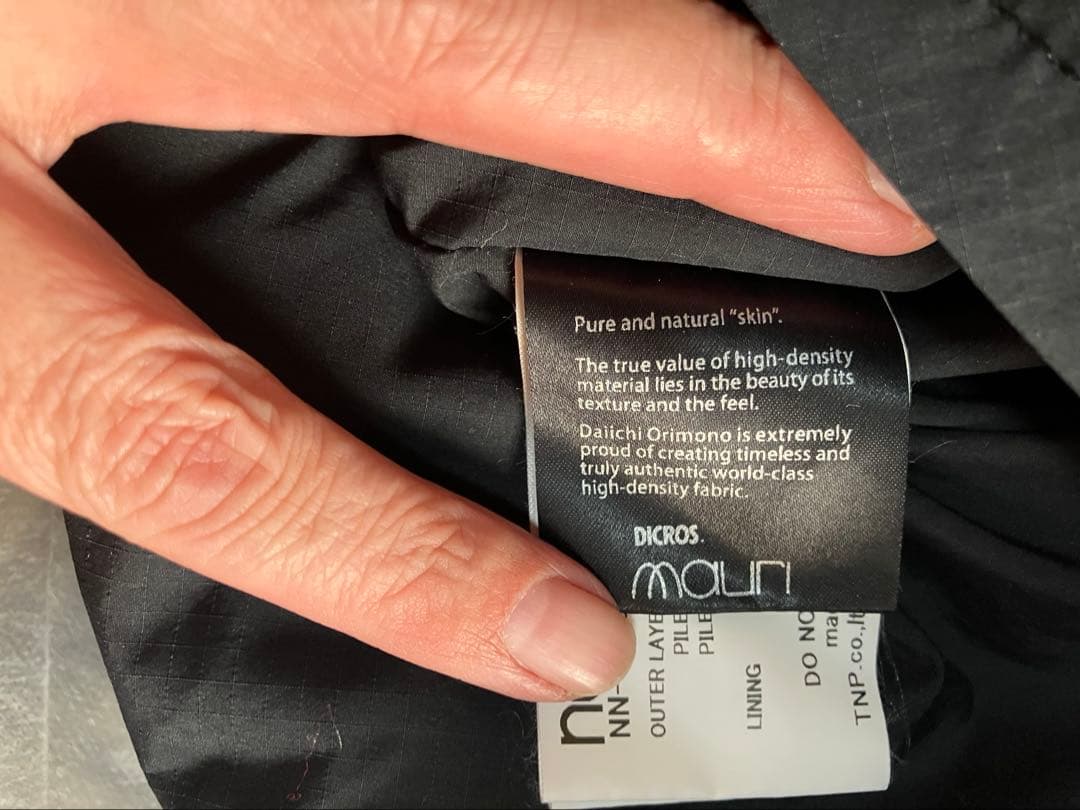 Pure and natural "skin".
The true value of high-density
material lies in the beauty of its
texture and the feel.
Daiichi Orimono is extremely
proud of creating timeless and
truly authentic world-class
high-density fabric.
DICROS.
mauri
NN-
OUTER LAYE
PILE
PILE
LINING
DO NO
ma
TNP.co.,lt